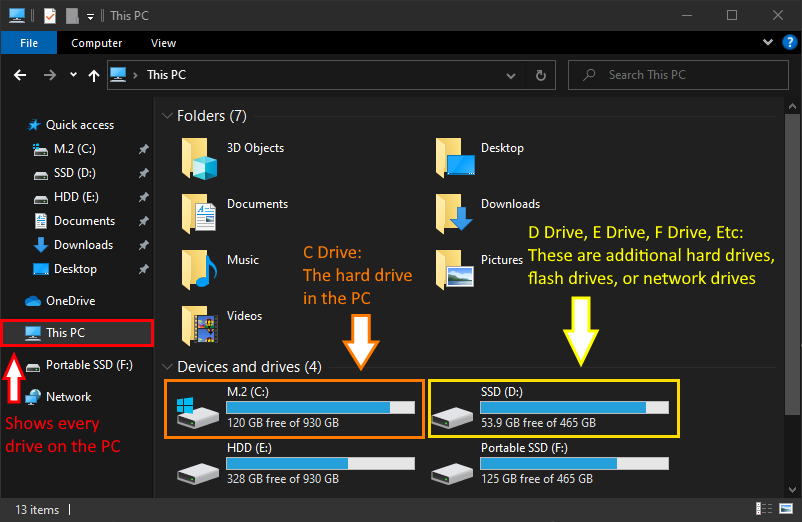 This PC
File
Computer
View
This PC
Search This PC
Quick access
M.2 (C:)
SSD (D:)
HDD (E:)
Documents
Downloads
Desktop
OneDrive
This PC
Portable SSD (F:)
Network
Shows every
drive on the PC
Folders (7)
3D Objects
Desktop
Documents
Downloads
Music
Pictures
Videos
C Drive:
The hard drive
in the PC
D Drive, E Drive, F Drive, Etc:
These are additional hard drives,
flash drives, or network drives
Devices and drives (4)
M.2 (C:)
120 GB free of 930 GB
SSD (D:)
53.9 GB free of 465 GB
HDD (E:)
328 GB free of 930 GB
Portable SSD (F:)
125 GB free of 465 GB
13 items